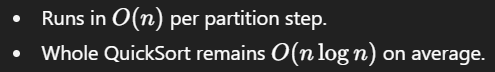 • Runs in O(n) per partition step.
• Whole QuickSort remains O(n log n) on average.